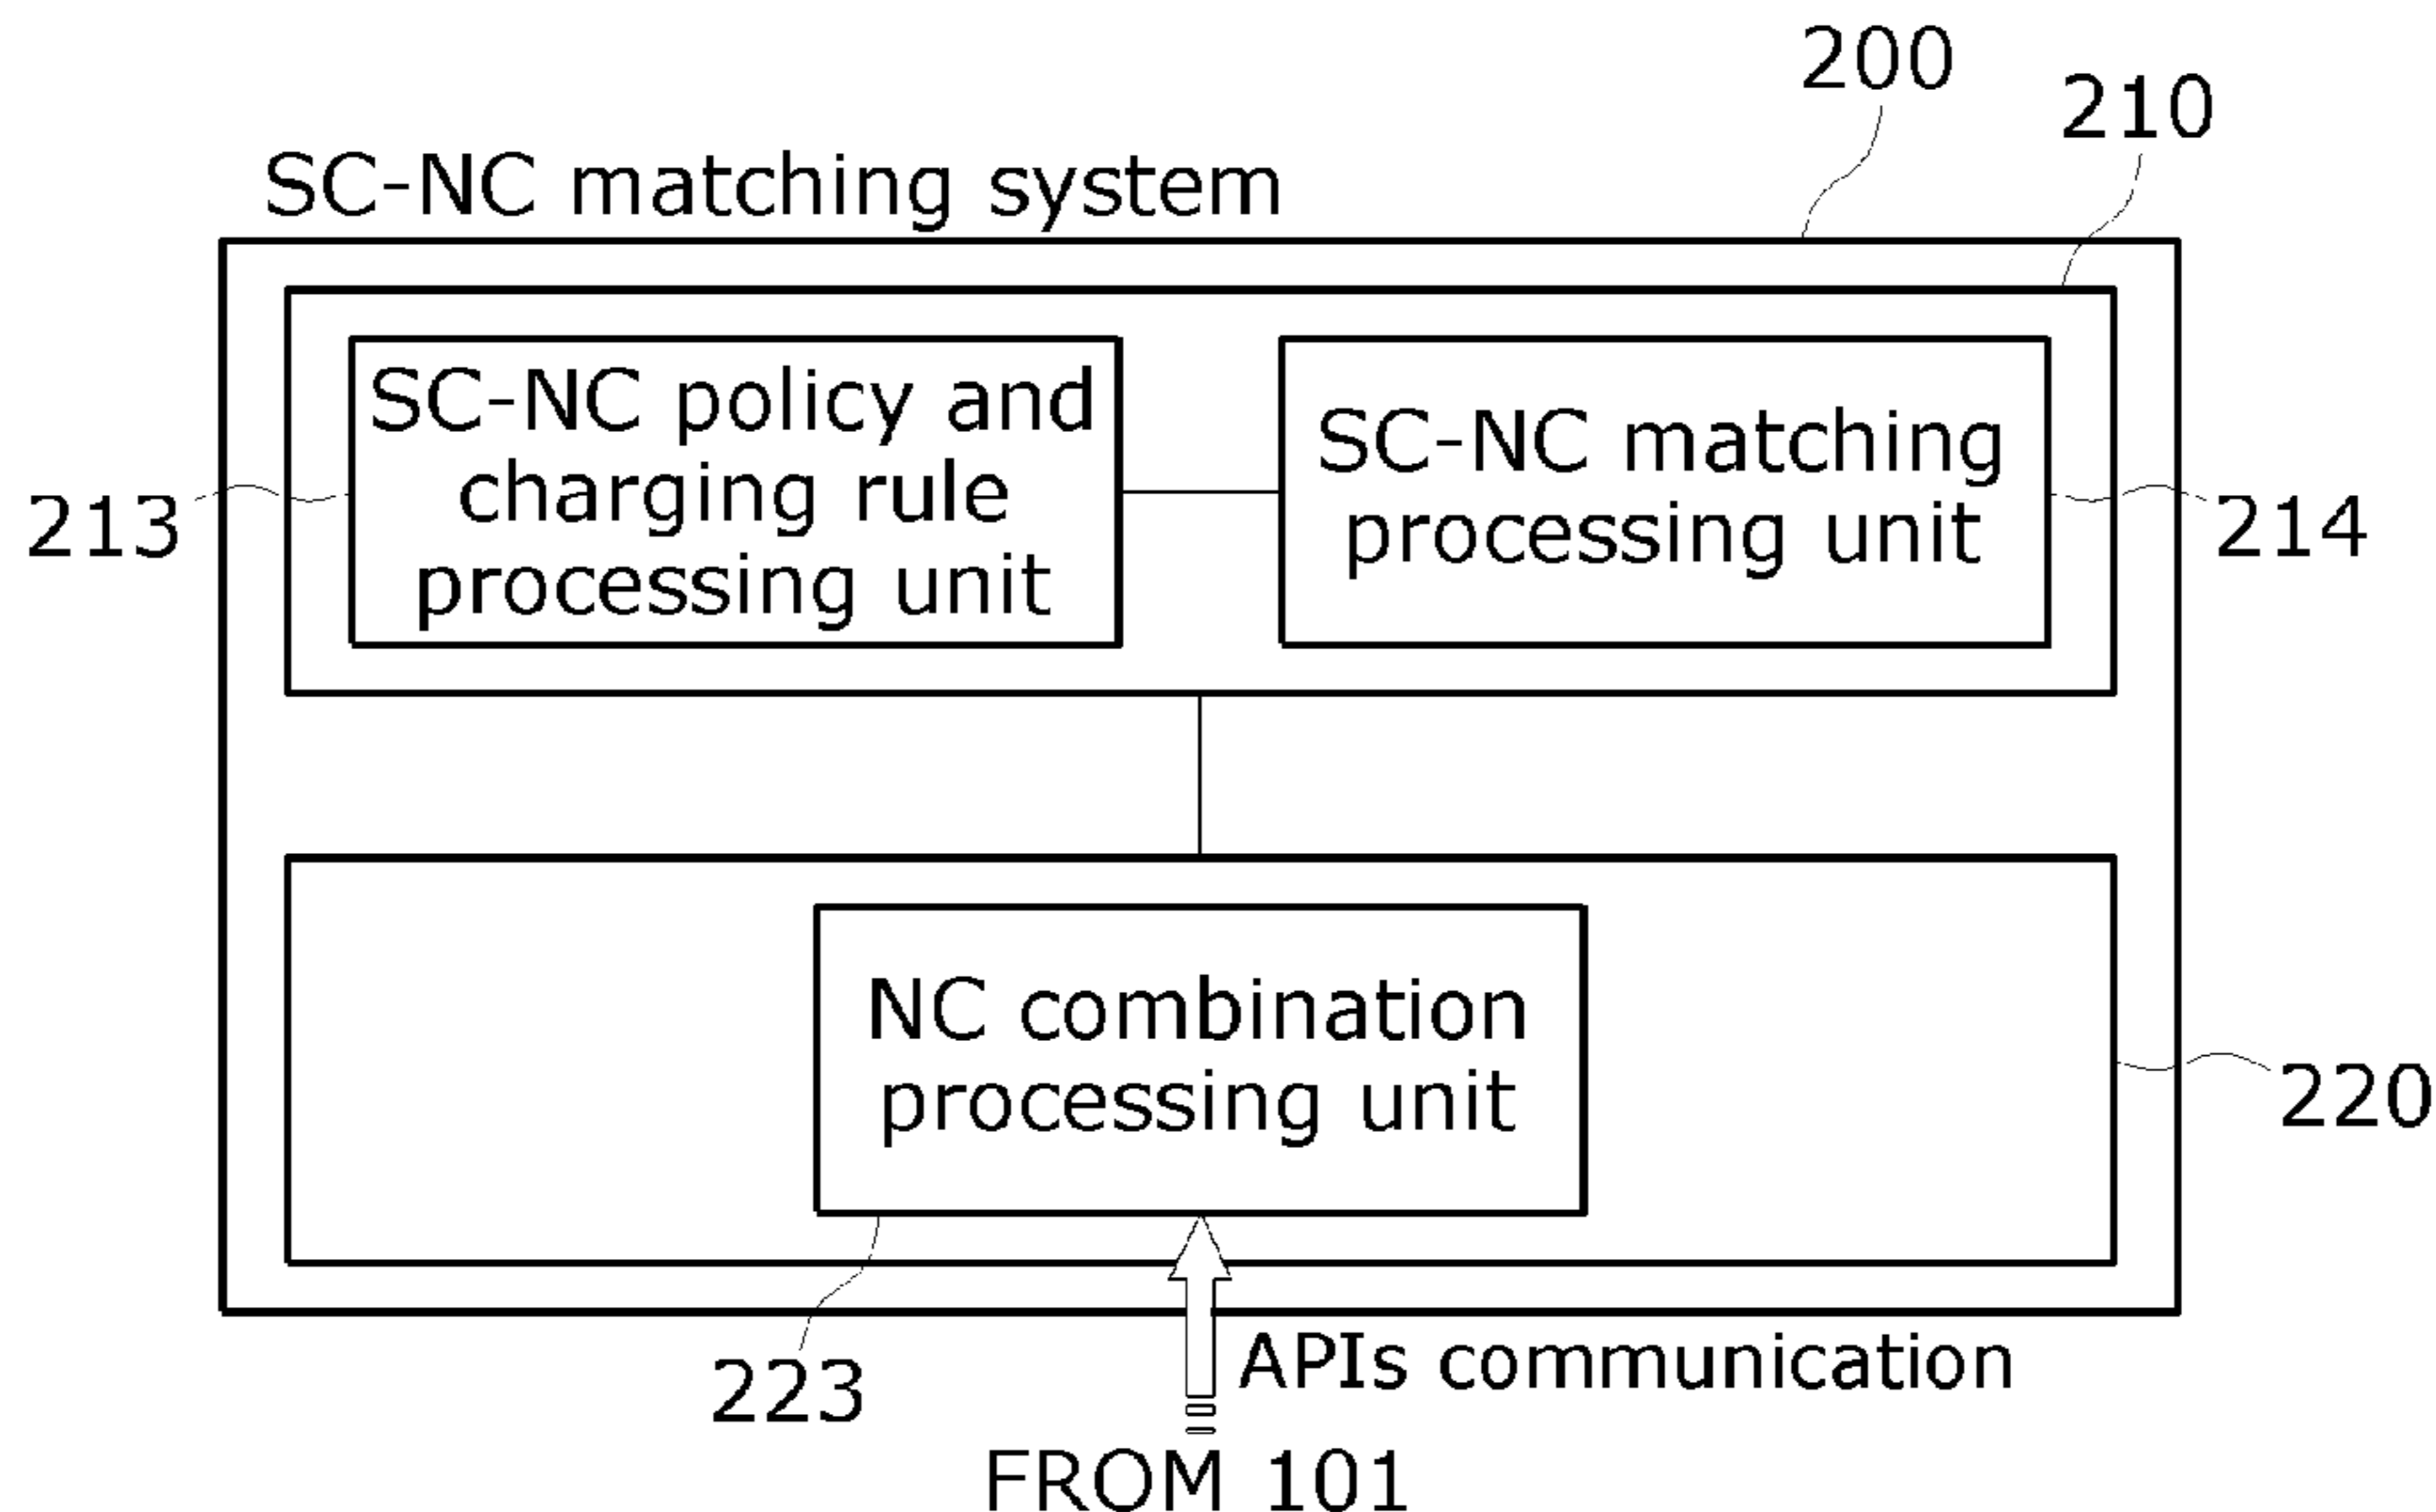 200
210
SC-NC matching system
SC-NC policy and
charging rule
processing unit
SC-NC matching
processing unit
213
214
NC combination
processing unit
220
223
APIs communication
FROM 101